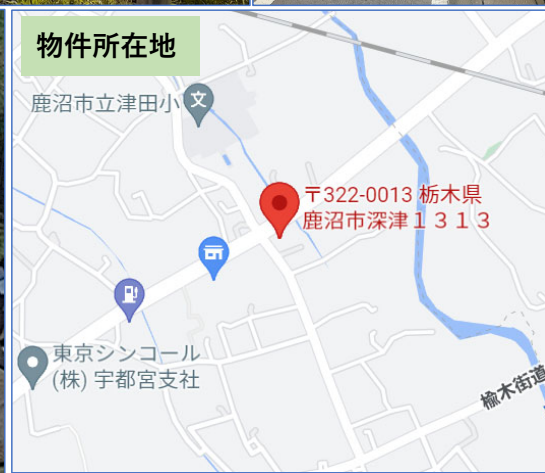 物件所在地
鹿沼市立津田小
文
〒322-0013 栃木県
鹿沼市深津1313
東京シンコール
(株) 宇都宮支社
楡木街道